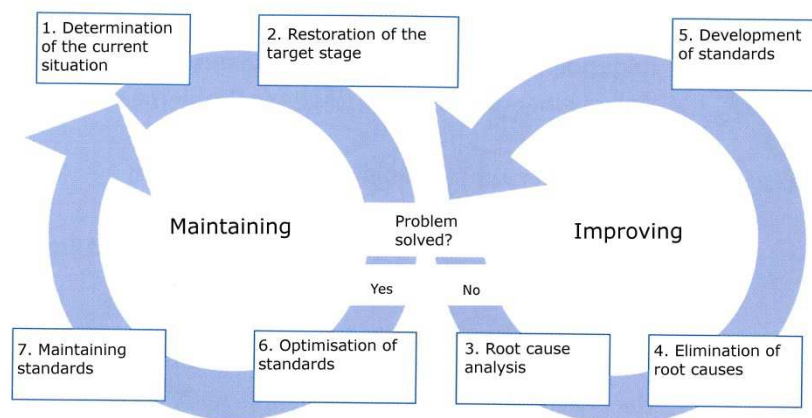 1. Determination
of the current
situation
2. Restoration of the
target stage
5. Development
of standards
Maintaining
Problem
solved?
Improving
Yes
No
7. Maintaining
standards
6. Optimisation of
standards
3. Root cause
analysis
4. Elimination of
root causes